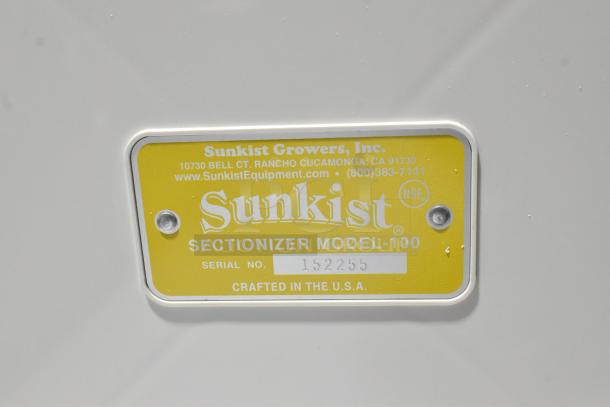 Sunkist Growers, Inc.
10730 BELL CT. RANCHO CUCAMONGA, CA 91730
www.SunkistEquipment.com • (800)383-7141
NSF
Sunkist®
SECTIONIZER MODEL-100
SERIAL NO. 152255
CRAFTED IN THE U.S.A.